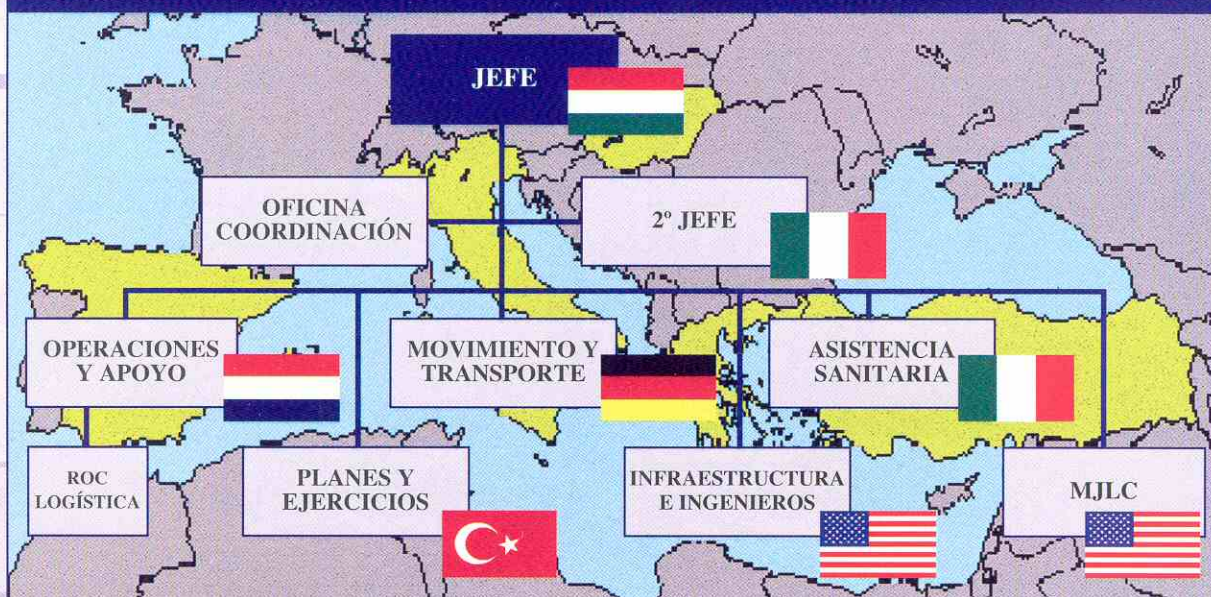 JEFE
OFICINA
COORDINACIÓN
2º JEFE
OPERACIONES
Y APOYO
MOVIMIENTO Y
TRANSPORTE
ASISTENCIA
SANITARIA
ROC
LOGÍSTICA
PLANES Y
EJERCICIOS
INFRAESTRUCTURA
E INGENIEROS
MJLC